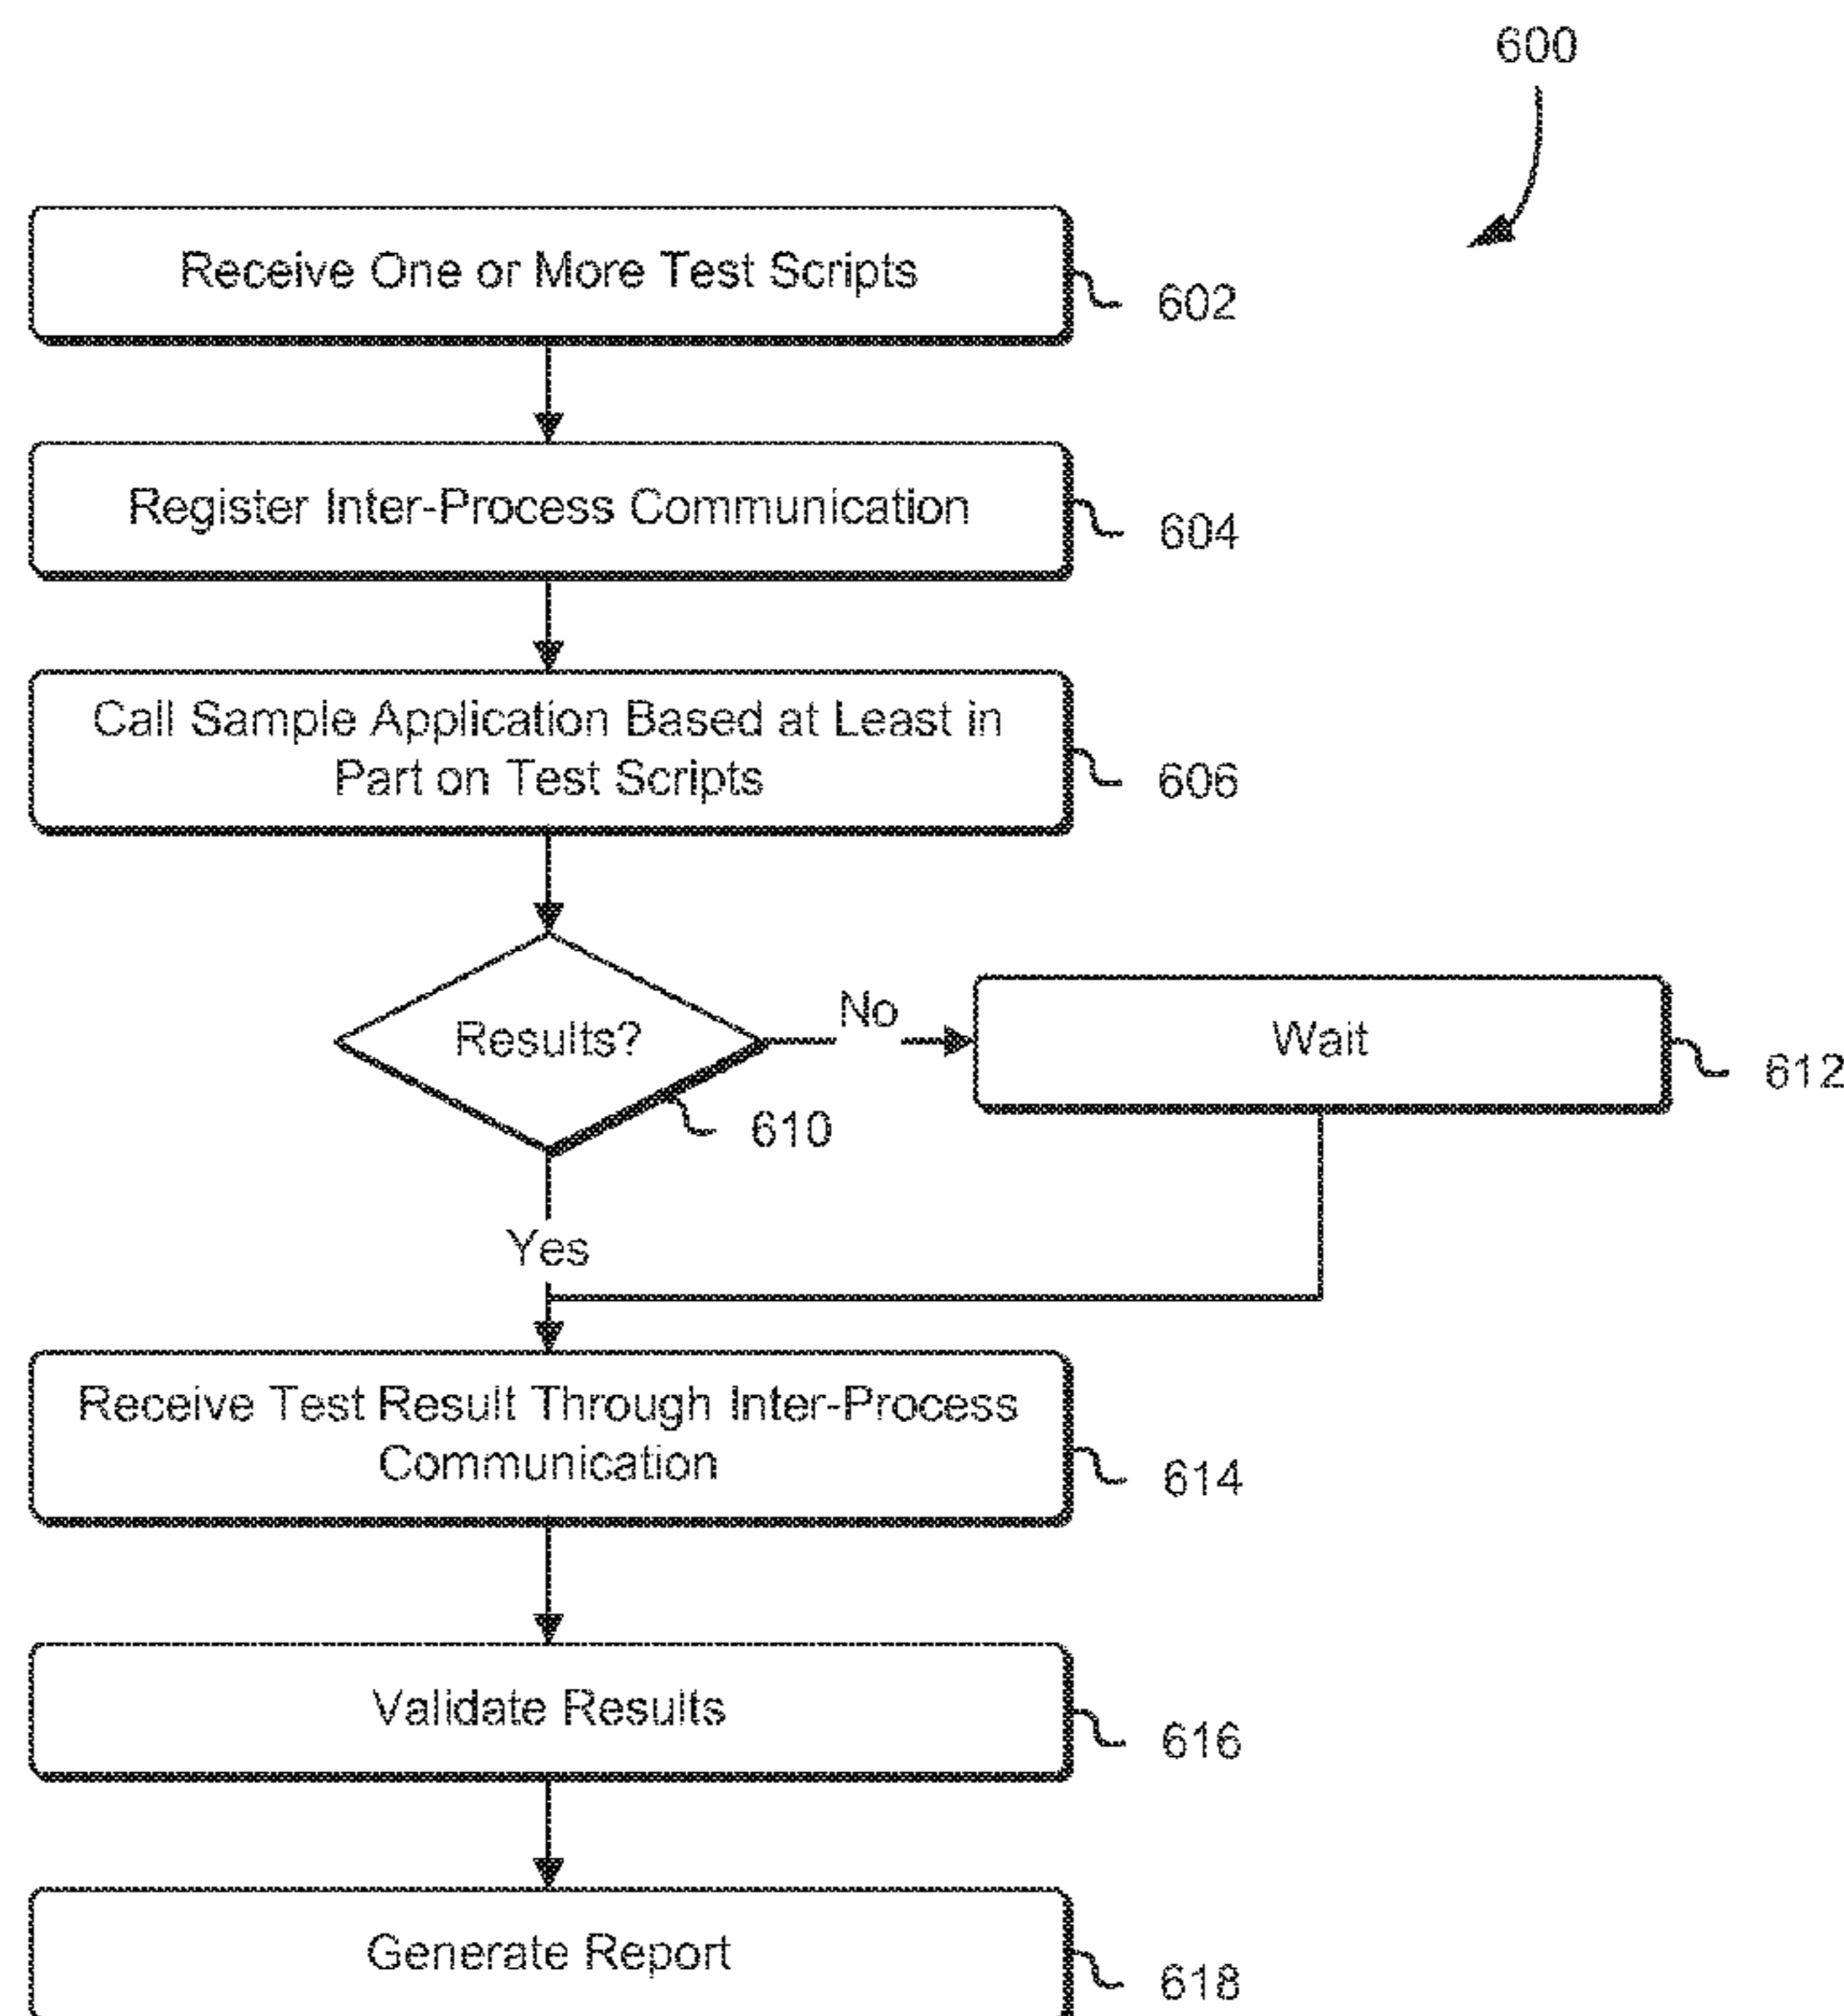 600
Receive One or More Test Scripts
602
Register Inter-Process Communication
604
Call Sample Application Based at Least in
Part on Test Scripts
606
Results?
No
Wait
612
610
Yes
Receive Test Result Through Inter-Process
Communication
614
Validate Results
616
Generate Report
618